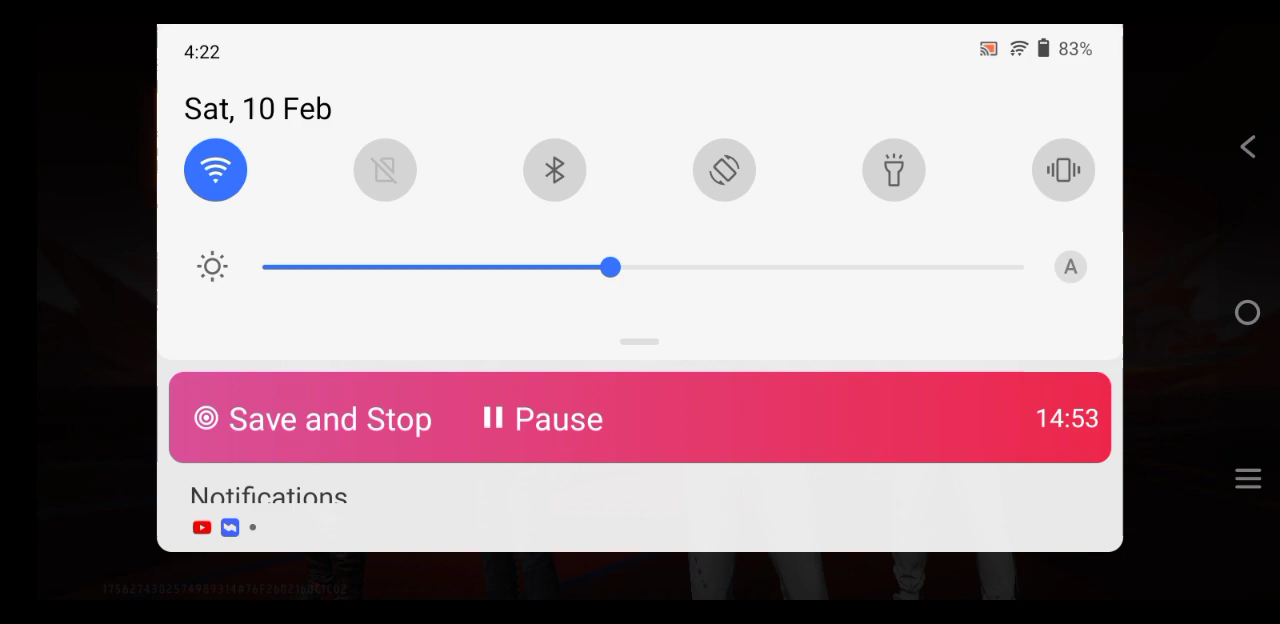 4:22
83%
Sat, 10 Feb
A
Save and Stop
Pause
14:53
Notifications